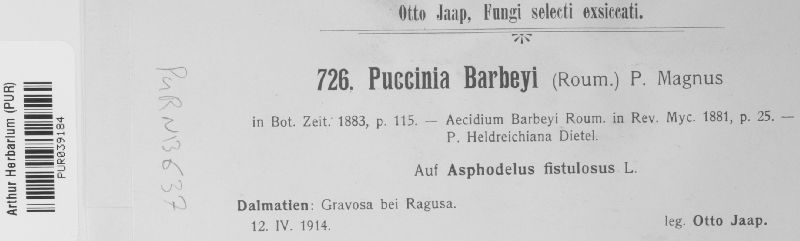 Otto Jaap, Fungi selecti exsiccati.
726. Puccinia Barbeyi (Roum.) P. Magnus
in Bot. Zeit. 1883, p. 115. — Aecidium Barbeyi Roum. in Rev. Myc. 1881, p. 25. —
P. Heldreichiana Dietel.
Auf Asphodelus fistulosus L.
Dalmatien: Gravosa bei Ragusa.
12. IV. 1914.
leg. Otto Jaap.
Arthur Herbarium (PUR)
PUR039184
PUR N3637